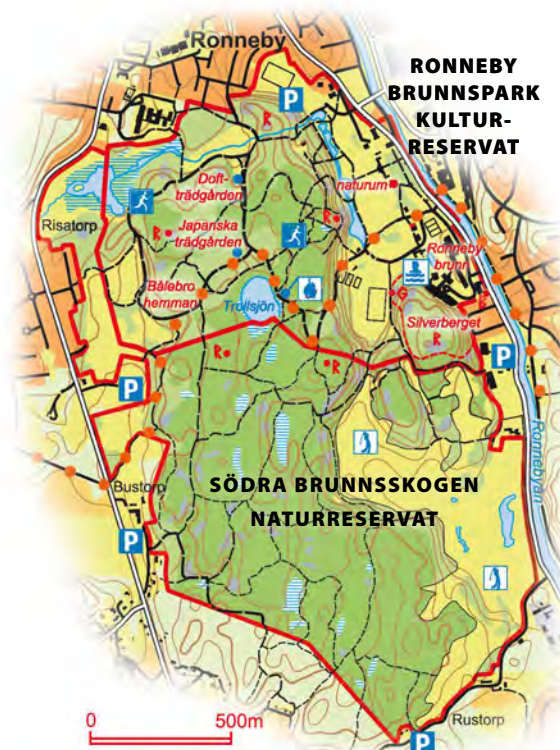 Ronneby
RONNEBY
BRUNNSPARK
KULTUR-
RESERVAT
P
R
Doft-
trädgården
naturum
Risatorp
R
Japanska
trädgården
R
Ronneby
brunn
Bålebro
hemman
Trollsjön
G
Silverberget
R
R
R
P
P
Ronnebyån
SÖDRA BRUNNSSKOGEN
NATURRESERVAT
Bustorp
P
0 500m
Rustorp
P